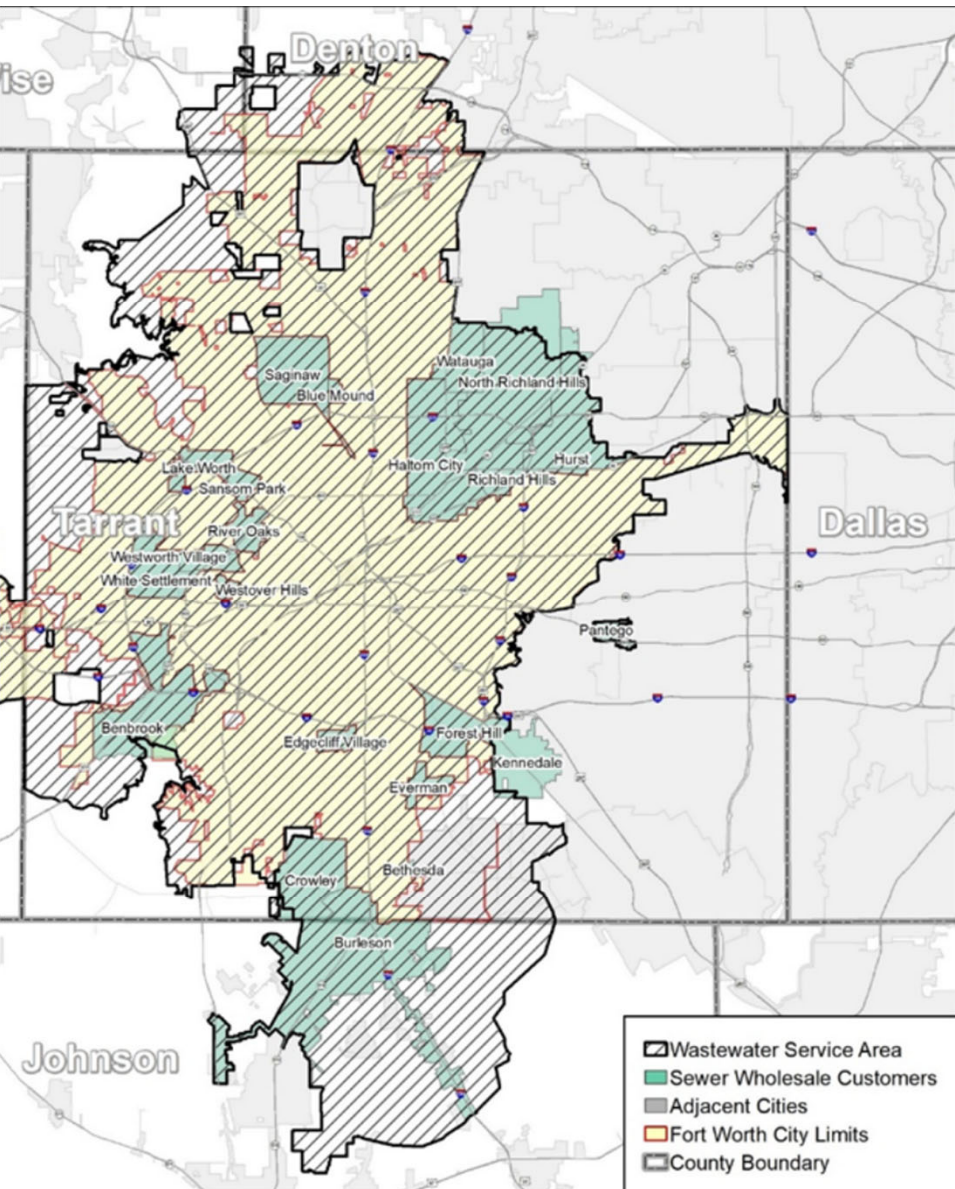 Denton
ise
Watauga
North Richland Hills
Saginaw
Blue Mound
Haltom City
Hurst
Richland Hills
Lake Worth
Sansom Park
Tarrant
Dallas
River Oaks
Westworth Village
White Settlement
Westover Hills
Pantego
Benbrook
Edgecliff Village
Forest Hill
Kennedale
Everman
Bethesda
Crowley
Burleson
Johnson
Wastewater Service Area
Sewer Wholesale Customers
Adjacent Cities
Fort Worth City Limits
County Boundary